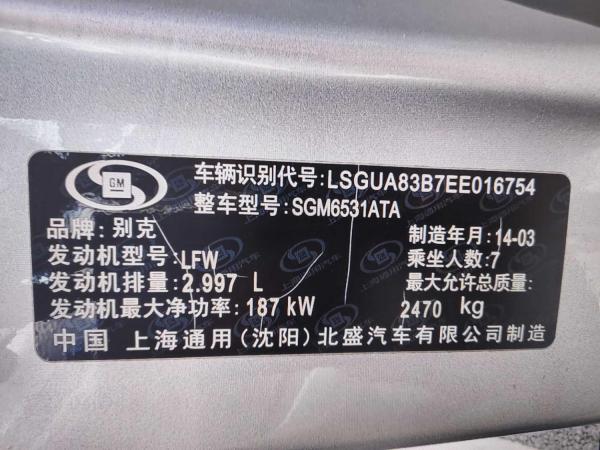 GM
车辆识别代号:LSGUA83B7EE016754
整车型号:SGM6531ATA
品牌:别克
制造年月:14-03
发动机型号:LFW
乘坐人数:7
发动机排量:2.997 L
最大允许总质量:
发动机最大净功率:187 kW
2470 kg
中国 上海通用(沈阳)北盛汽车有限公司制造